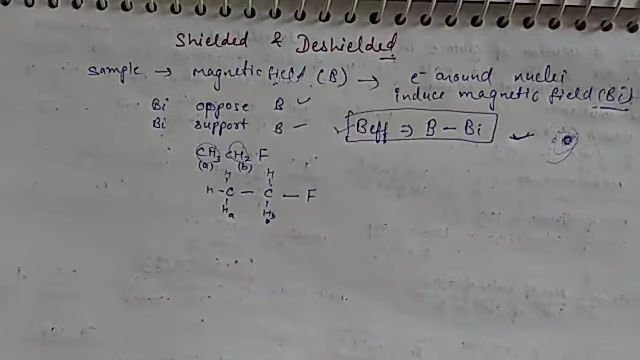 Shielded & Deshielded
Sample → magnetic field (B) → e⁻ around nuclei
induce magnetic field (Bi)
Bi oppose B ✓
Bi support B –
Beff ⇒ B – Bi ✓
CH₃ CH₂ F
(a) (b)
H H
H – C – C – F
Ha Hb